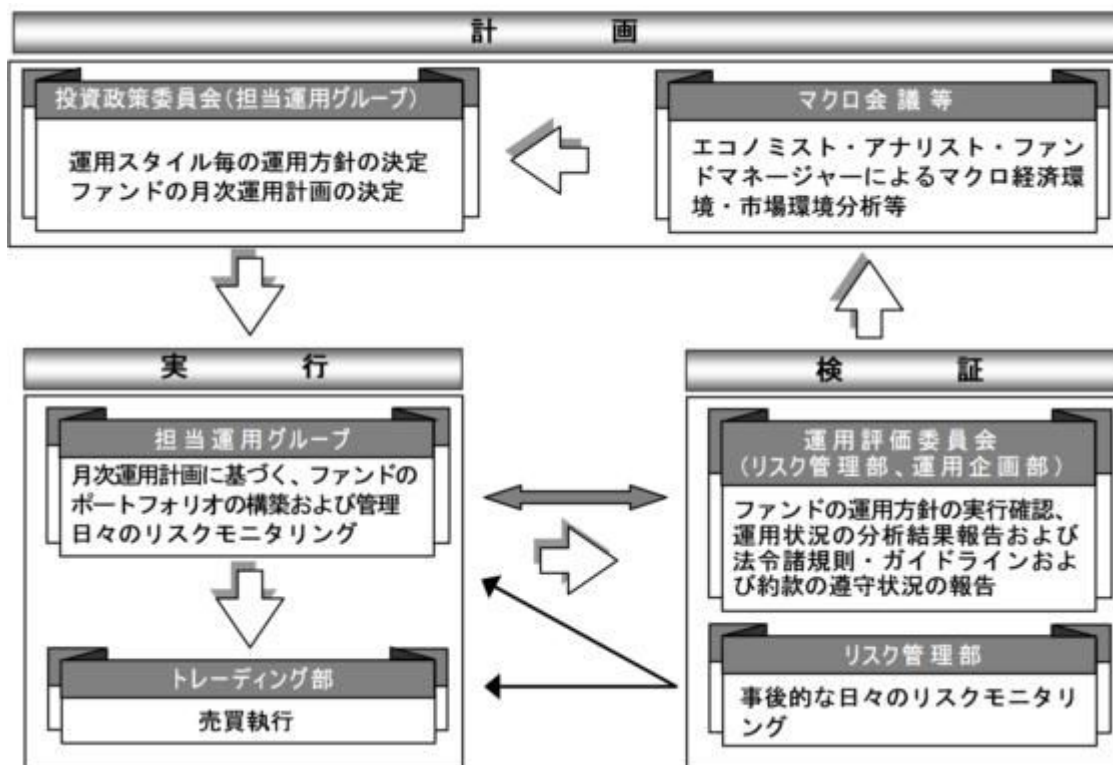 計画
投資政策委員会（担当運用グループ）
運用スタイル毎の運用方針の決定
ファンドの月次運用計画の決定
マクロ会議等
エコノミスト・アナリスト・ファン
ドマネージャーによるマクロ経済環
境・市場環境分析等
実行
担当運用グループ
月次運用計画に基づく、ファンドの
ポートフォリオの構築および管理
日々のリスクモニタリング
トレーディング部
売買執行
検証
運用評価委員会
（リスク管理部、運用企画部）
ファンドの運用方針の実行確認、
運用状況の分析結果報告および
法令諸規則・ガイドラインおよ
び約款の遵守状況の報告
リスク管理部
事後的な日々のリスクモニタリ
ング